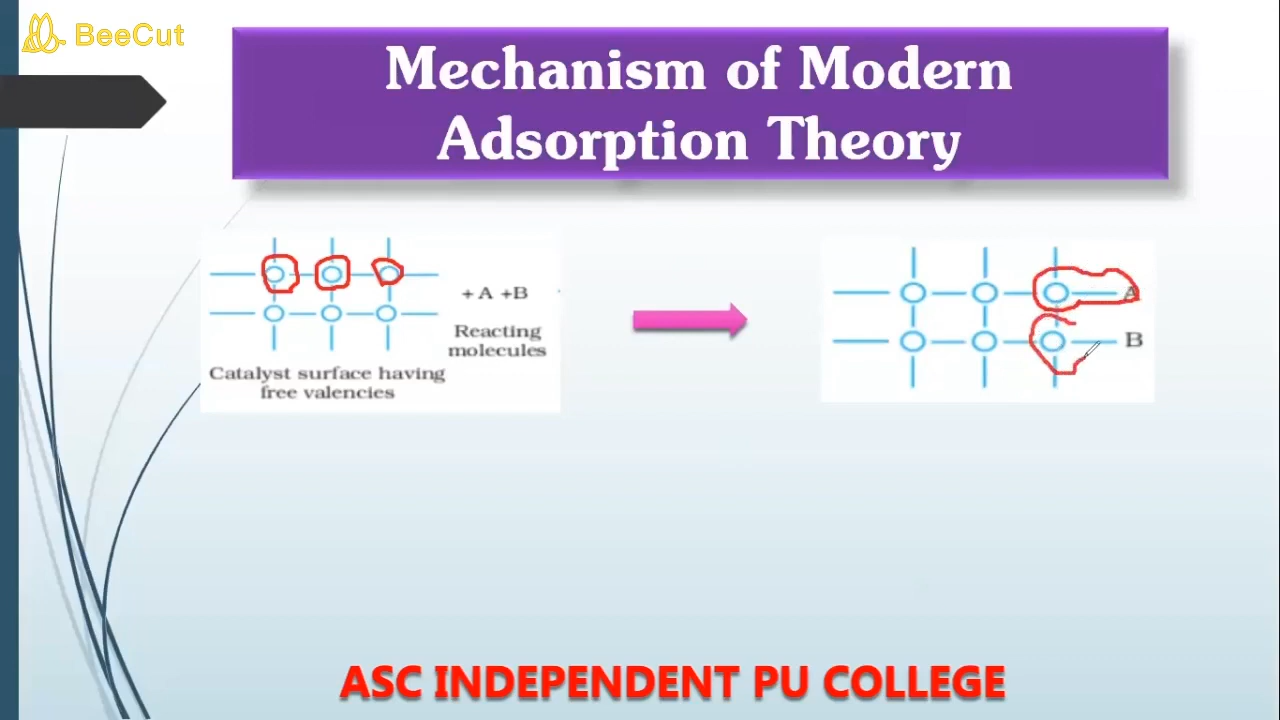 BeeCut
Mechanism of Modern
Adsorption Theory
+ A +B
Reacting
molecules
Catalyst surface having
free valencies
A
B
ASC INDEPENDENT PU COLLEGE